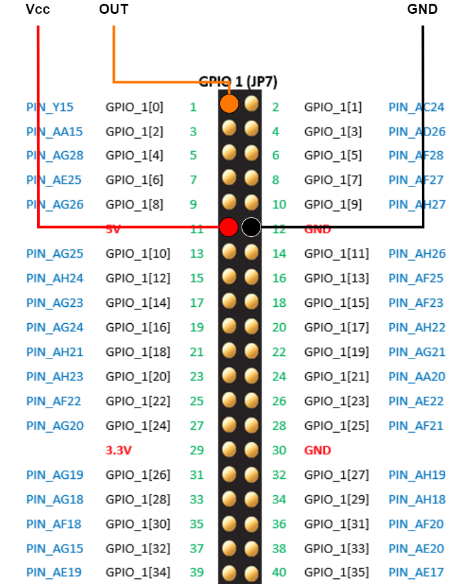 Vcc OUT GND
GPIO 1 (JP7)
PIN_Y15 GPIO_1[0] 1 2 GPIO_1[1] PIN_AC24
PIN_AA15 GPIO_1[2] 3 4 GPIO_1[3] PIN_AD26
PIN_AG28 GPIO_1[4] 5 6 GPIO_1[5] PIN_AF28
PIN_AE25 GPIO_1[6] 7 8 GPIO_1[7] PIN_AF27
PIN_AG26 GPIO_1[8] 9 10 GPIO_1[9] PIN_AH27
5V 11 12 GND
PIN_AG25 GPIO_1[10] 13 14 GPIO_1[11] PIN_AH26
PIN_AH24 GPIO_1[12] 15 16 GPIO_1[13] PIN_AF25
PIN_AG23 GPIO_1[14] 17 18 GPIO_1[15] PIN_AF23
PIN_AG24 GPIO_1[16] 19 20 GPIO_1[17] PIN_AH22
PIN_AH21 GPIO_1[18] 21 22 GPIO_1[19] PIN_AG21
PIN_AH23 GPIO_1[20] 23 24 GPIO_1[21] PIN_AA20
PIN_AF22 GPIO_1[22] 25 26 GPIO_1[23] PIN_AE22
PIN_AG20 GPIO_1[24] 27 28 GPIO_1[25] PIN_AF21
3.3V 29 30 GND
PIN_AG19 GPIO_1[26] 31 32 GPIO_1[27] PIN_AH19
PIN_AG18 GPIO_1[28] 33 34 GPIO_1[29] PIN_AH18
PIN_AF18 GPIO_1[30] 35 36 GPIO_1[31] PIN_AF20
PIN_AG15 GPIO_1[32] 37 38 GPIO_1[33] PIN_AE20
PIN_AE19 GPIO_1[34] 39 40 GPIO_1[35] PIN_AE17